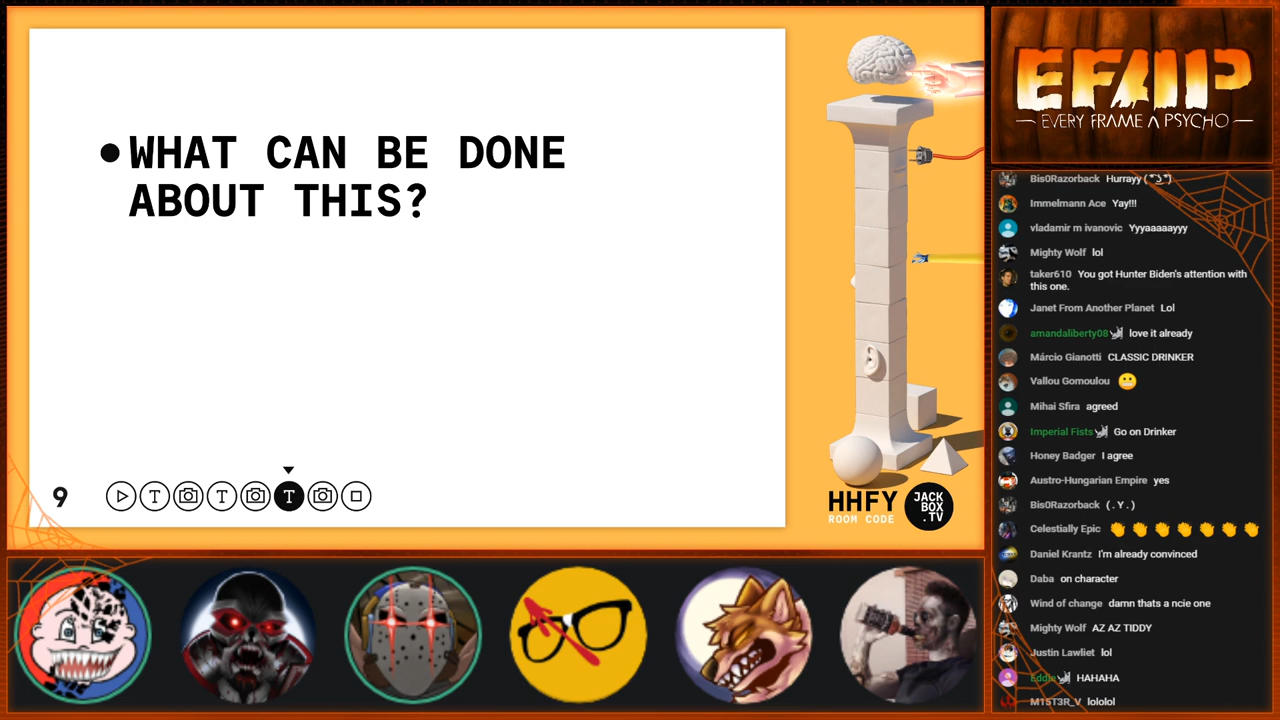 •WHAT CAN BE DONE
ABOUT THIS?
9
T
T
T
HHFY
ROOM CODE
JACK
BOX
.TV
EFAP
EVERY FRAME A PSYCHO
Bis0Razorback Hurrayy ( ͡° ͜ʖ ͡°)
Immelmann Ace Yay!!!
vladamir m ivanovic Yyyaaaaayyy
Mighty Wolf lol
taker610 You got Hunter Biden's attention with
this one.
Janet From Another Planet Lol
amandaliberty08 love it already
Márcio Gianotti CLASSIC DRINKER
Vallou Gomoulou 😬
Mihai Sfira agreed
Imperial Fists Go on Drinker
Honey Badger I agree
Austro-Hungarian Empire yes
Bis0Razorback ( . Y . )
Celestially Epic 👏 👏 👏 👏 👏 👏 👏
Daniel Krantz I'm already convinced
Daba on character
Wind of change damn thats a ncie one
Mighty Wolf AZ AZ TIDDY
Justin Lawliet lol
Eddie HAHAHA
M15T3R_V lololol